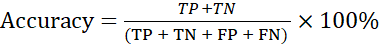 Accuracy = TP+TN / (TP + TN + FP + FN) × 100%